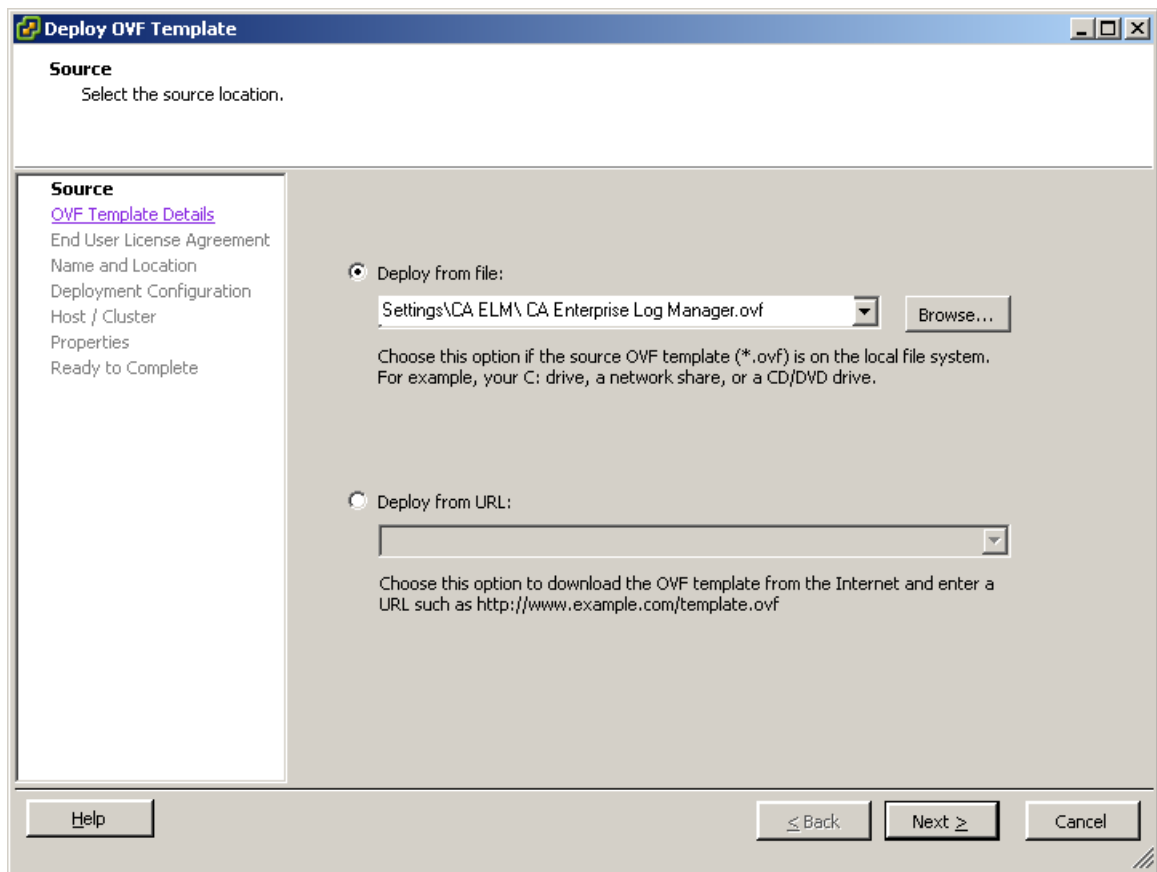 Deploy OVF Template
Source
Select the source location.
Source
OVF Template Details
End User License Agreement
Name and Location
Deployment Configuration
Host / Cluster
Properties
Ready to Complete
Deploy from file:
Settings\CA ELM\ CA Enterprise Log Manager.ovf
Browse...
Choose this option if the source OVF template (*.ovf) is on the local file system.
For example, your C: drive, a network share, or a CD/DVD drive.
Deploy from URL:
Choose this option to download the OVF template from the Internet and enter a
URL such as http://www.example.com/template.ovf
Help
≤ Back
Next ≥
Cancel